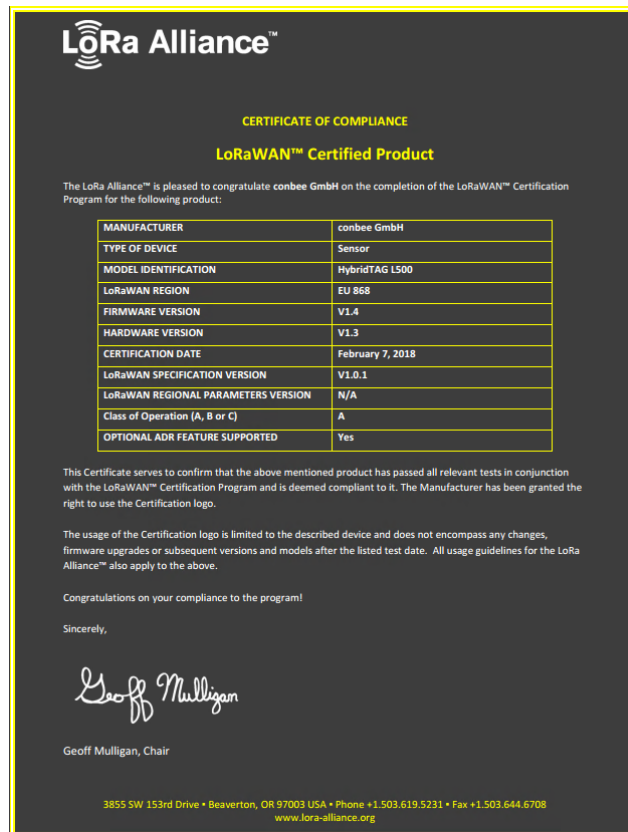 LoRa Alliance™
CERTIFICATE OF COMPLIANCE
LoRaWAN™ Certified Product
The LoRa Alliance™ is pleased to congratulate conbee GmbH on the completion of the LoRaWAN™ Certification
Program for the following product:
MANUFACTURER conbee GmbH
TYPE OF DEVICE Sensor
MODEL IDENTIFICATION HybridTAG L500
LoRaWAN REGION EU 868
FIRMWARE VERSION V1.4
HARDWARE VERSION V1.3
CERTIFICATION DATE February 7, 2018
LoRaWAN SPECIFICATION VERSION V1.0.1
LoRaWAN REGIONAL PARAMETERS VERSION N/A
Class of Operation (A, B or C) A
OPTIONAL ADR FEATURE SUPPORTED Yes
This Certificate serves to confirm that the above mentioned product has passed all relevant tests in conjunction
with the LoRaWAN™ Certification Program and is deemed compliant to it. The Manufacturer has been granted the
right to use the Certification logo.
The usage of the Certification logo is limited to the described device and does not encompass any changes,
firmware upgrades or subsequent versions and models after the listed test date. All usage guidelines for the LoRa
Alliance™ also apply to the above.
Congratulations on your compliance to the program!
Sincerely,
Geoff Mulligan
Geoff Mulligan, Chair
3855 SW 153rd Drive • Beaverton, OR 97003 USA • Phone +1.503.619.5231 • Fax +1.503.644.6708
www.lora-alliance.org